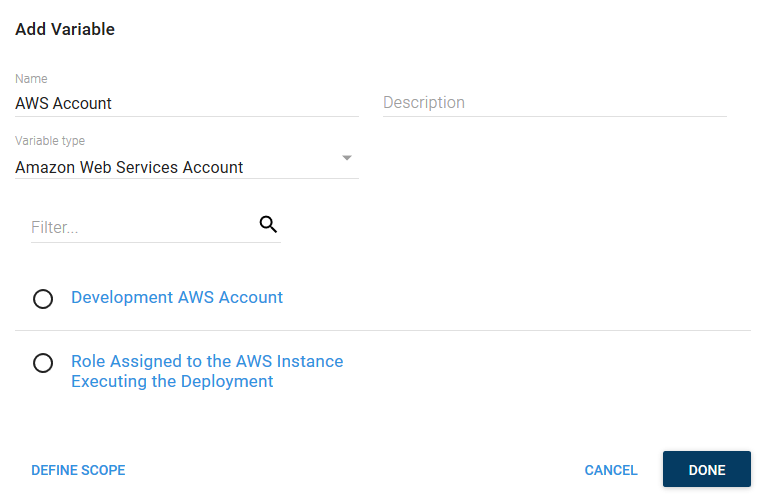 Add Variable
Name
AWS Account
Description
Variable type
Amazon Web Services Account
Filter...
Development AWS Account
Role Assigned to the AWS Instance
Executing the Deployment
DEFINE SCOPE
CANCEL
DONE